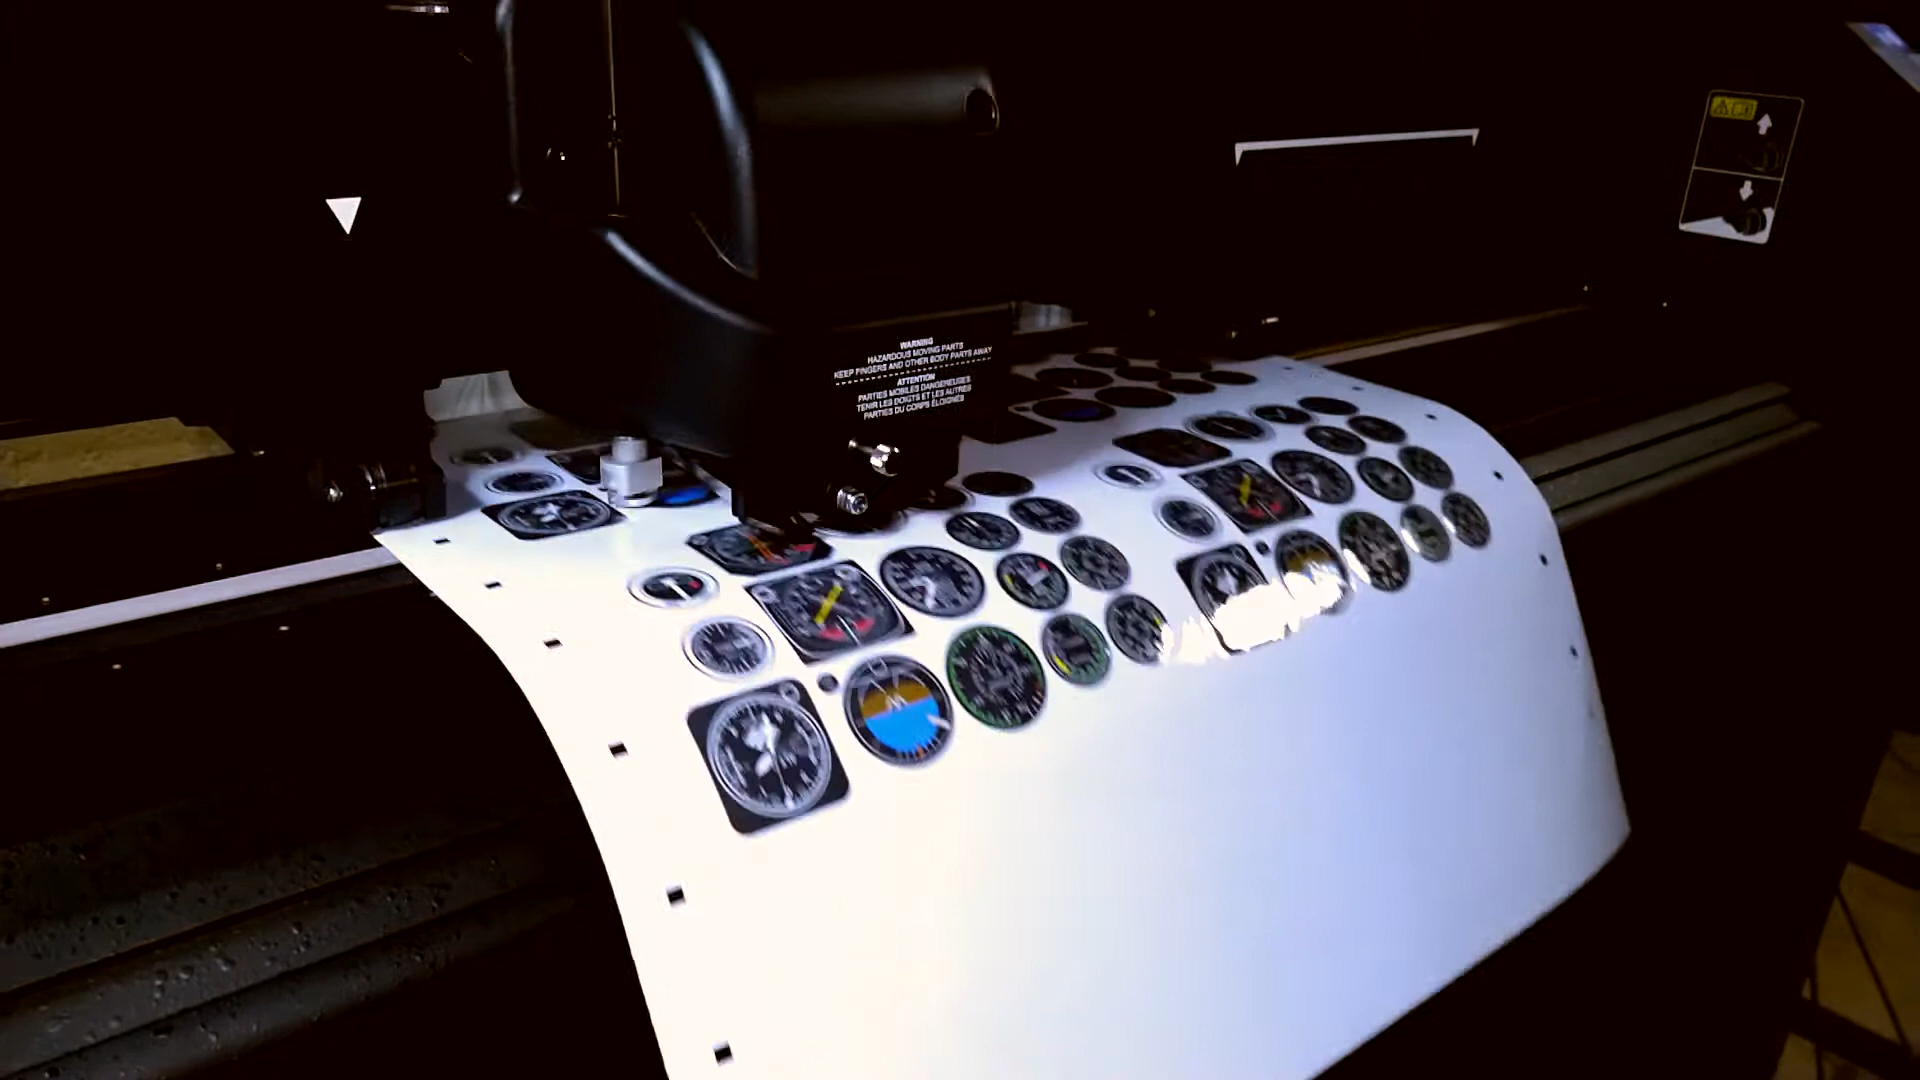 WARNING
HAZARDOUS MOVING PARTS
KEEP FINGERS AND OTHER BODY PARTS AWAY
ATTENTION
PARTIES MOBILES DANGEREUSES
TENIR LES DOIGTS ET LES AUTRES
PARTIES DU CORPS ÉLOIGNÉS